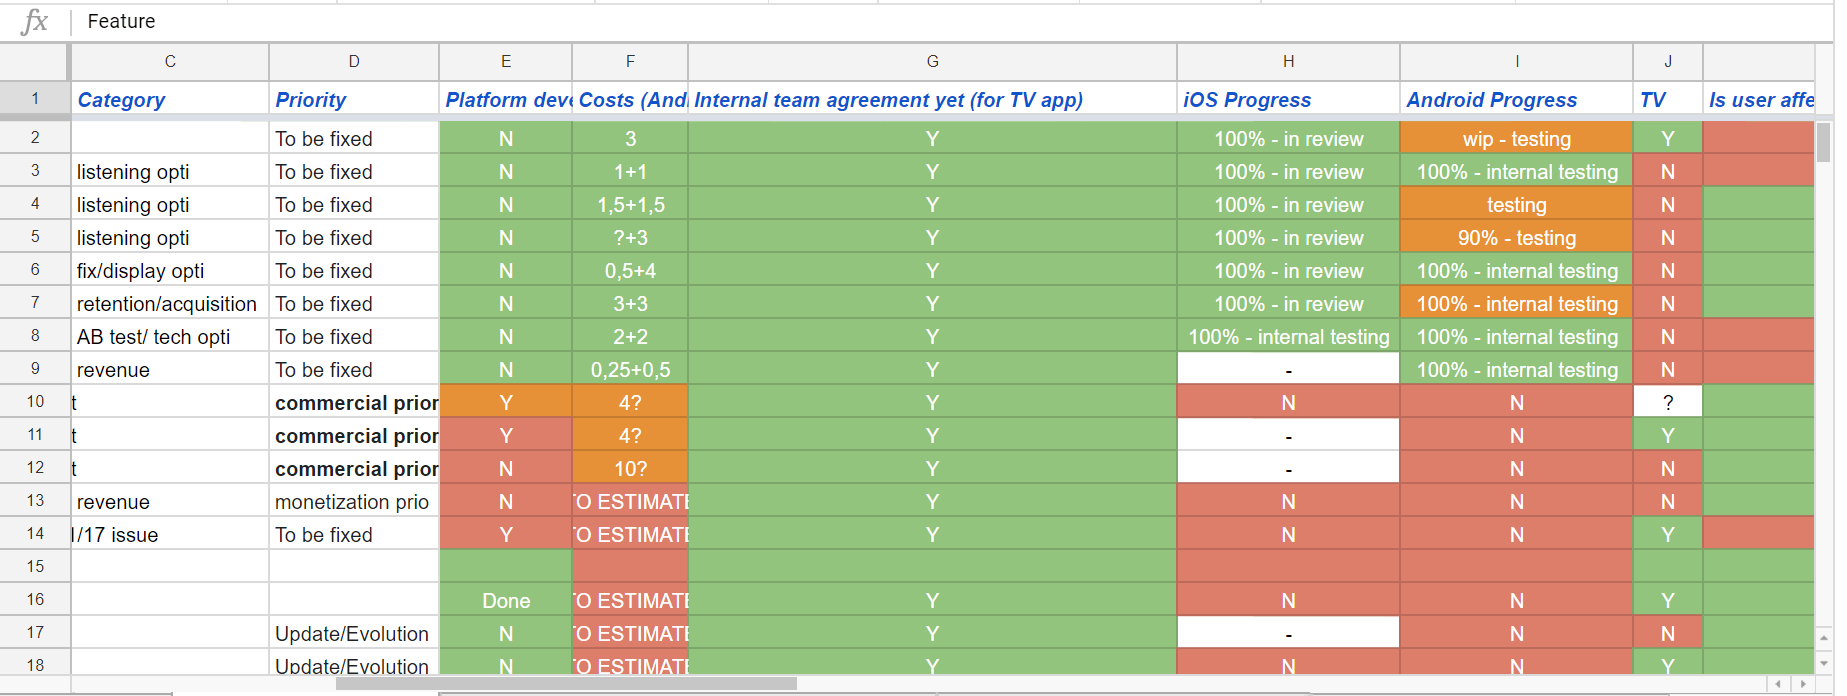 fx Feature
C D E F G H I J
1 Category Priority Platform deve Costs (And Internal team agreement yet (for TV app) iOS Progress Android Progress TV Is user affe
2 To be fixed N 3 Y 100% - in review wip - testing Y
3 listening opti To be fixed N 1+1 Y 100% - in review 100% - internal testing N
4 listening opti To be fixed N 1,5+1,5 Y 100% - in review testing N
5 listening opti To be fixed N ?+3 Y 100% - in review 90% - testing N
6 fix/display opti To be fixed N 0,5+4 Y 100% - in review 100% - internal testing N
7 retention/acquisition To be fixed N 3+3 Y 100% - in review 100% - internal testing N
8 AB test/ tech opti To be fixed N 2+2 Y 100% - internal testing 100% - internal testing N
9 revenue To be fixed N 0,25+0,5 Y - 100% - internal testing N
10 t commercial prior Y 4? Y N N ?
11 t commercial prior Y 4? Y - N Y
12 t commercial prior N 10? Y - N N
13 revenue monetization prio N TO ESTIMATE Y N N N
14 1/17 issue To be fixed Y TO ESTIMATE Y N N Y
15
16 Done TO ESTIMATE Y N N Y
17 Update/Evolution N TO ESTIMATE Y - N N
18 Update/Evolution N TO ESTIMATE Y N N Y